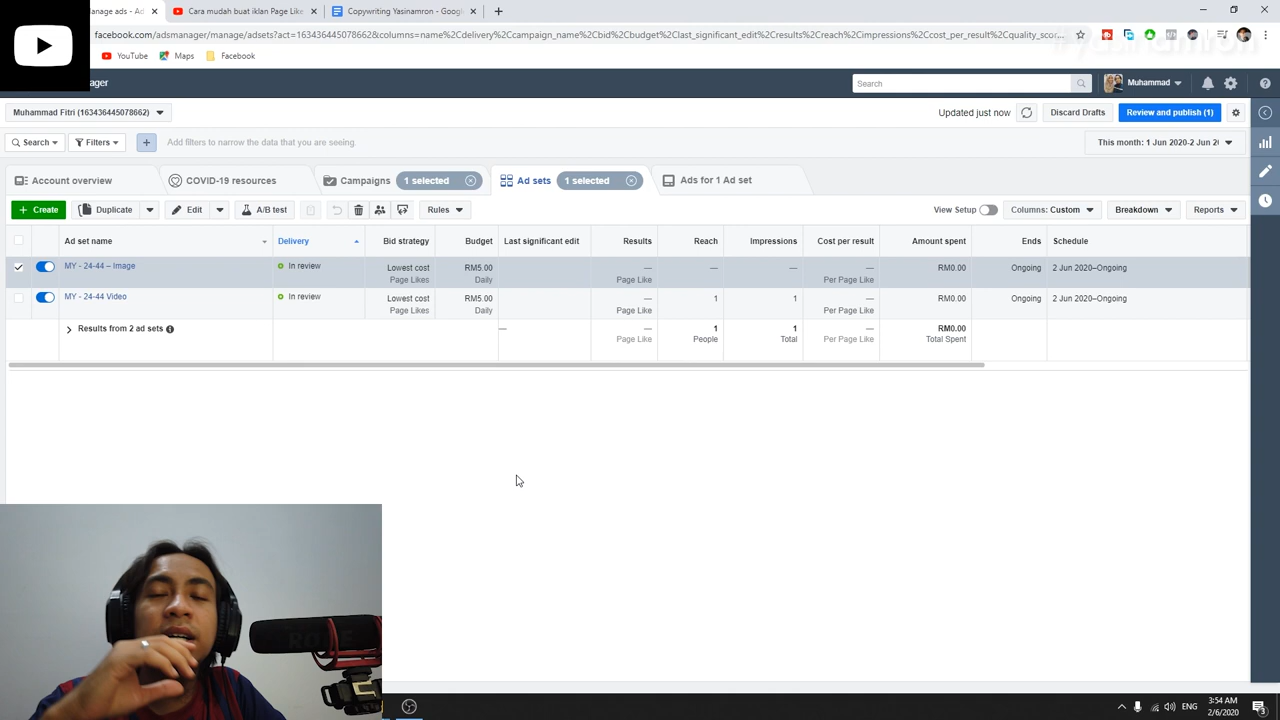 Manage ads -
Cara mudah buat iklan Page Like
Copywriting Yasinamron - Googl
facebook.com/adsmanager/manage/adsets?act=163436445078662&columns=name%2Cdelivery%2Ccampaign_name%2Cbid%2Cbudget%2Clast_significant_edit%2Cresults%2Creach%2Cimpressions%2Ccost_per_result%2Cquality_scor...
YouTube
Maps
Facebook
ager
Search
Muhammad
Muhammad Fitri (163436445078662)
Updated just now
Discard Drafts
Review and publish (1)
Search
Filters
Add filters to narrow the data that you are seeing.
This month: 1 Jun 2020-2 Jun 2
Account overview
COVID-19 resources
Campaigns
1 selected
Ad sets
1 selected
Ads for 1 Ad set
+ Create
Duplicate
Edit
A/B test
Rules
View Setup
Columns: Custom
Breakdown
Reports
Ad set name
Delivery
Bid strategy
Budget
Last significant edit
Results
Reach
Impressions
Cost per result
Amount spent
Ends
Schedule
MY - 24-44 – Image
In review
Lowest cost
Page Likes
RM5.00
Daily
—
Page Like
—
—
—
Per Page Like
RM0.00
Ongoing
2 Jun 2020–Ongoing
MY - 24-44 Video
In review
Lowest cost
Page Likes
RM5.00
Daily
—
Page Like
1
1
—
Per Page Like
RM0.00
Ongoing
2 Jun 2020–Ongoing
Results from 2 ad sets
—
—
Page Like
1
People
1
Total
—
Per Page Like
RM0.00
Total Spent
RODE
ENG
3:54 AM
2/6/2020
3